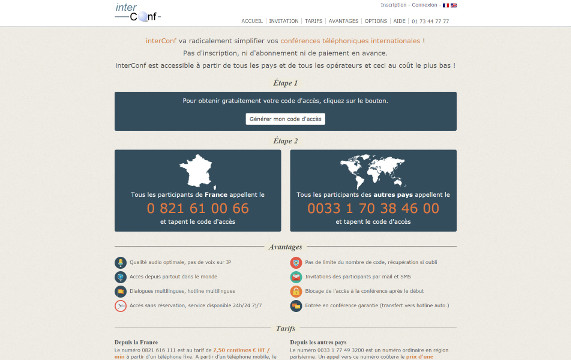 inter
Conf
Inscription - Connexion
ACCUEIL | INVITATION | TARIFS | AVANTAGES | OPTIONS | AIDE | 01 73 44 77 77
interConf va radicalement simplifier vos conférences téléphoniques internationales !
Pas d'inscription, ni d'abonnement ni de paiement en avance.
interConf est accessible à partir de tous les pays et de tous les opérateurs et ceci au coût le plus bas !
Étape 1
Pour obtenir gratuitement votre code d'accès, cliquez sur le bouton.
Générer mon code d'accès
Étape 2
Tous les participants de France appellent le
0 821 61 00 66
et tapent le code d'accès
Tous les participants des autres pays appellent le
0033 1 70 38 46 00
et tapent le code d'accès
Avantages
Qualité audio optimale, pas de voix sur IP
Accès depuis partout dans le monde
Dialogues multilingues, hotline multilingues
Accès sans réservation, service disponible 24h/24 7j/7
Pas de limite du nombre de code, récupération si oubli
Invitations des participants par mail et SMS
Blocage de l'accès à la conférence après le début
Entrée en conférence garantie (transfert vers hotline auto.)
Tarifs
Depuis la France
Le numéro 0821 616 111 est au tarif de
à partir d'un téléphone fixe. A partir d'un téléphone mobile, le
Depuis les autres pays
Le numéro 0033 1 77 49 3200 est un numéro ordinaire en région
parisienne. Un appel vers ce numéro coûtera le prix d'une